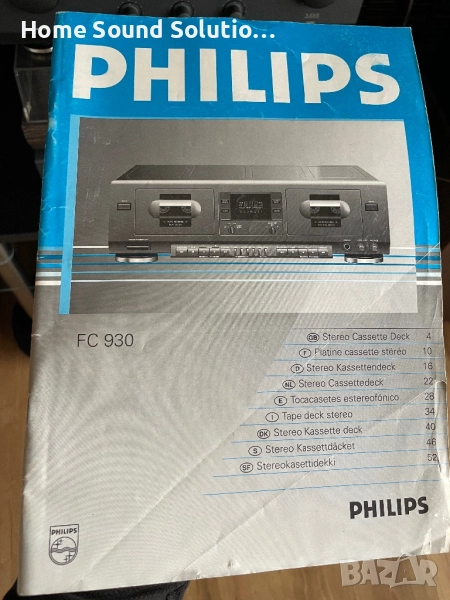 Home Sound Solutio...
PHILIPS
FC 930
GB Stereo Cassette Deck 4
F Platine cassette stéréo 10
D Stereo Kassettendeck 16
NL Stereo Cassettedeck 22
E Tocacasetes estereofónico 28
I Tape deck stereo 34
DK Stereo Kassette deck 40
S Stereo Kassettdäcket 46
SF Stereokasettidekki 52
PHILIPS
PHILIPS
BAZAR